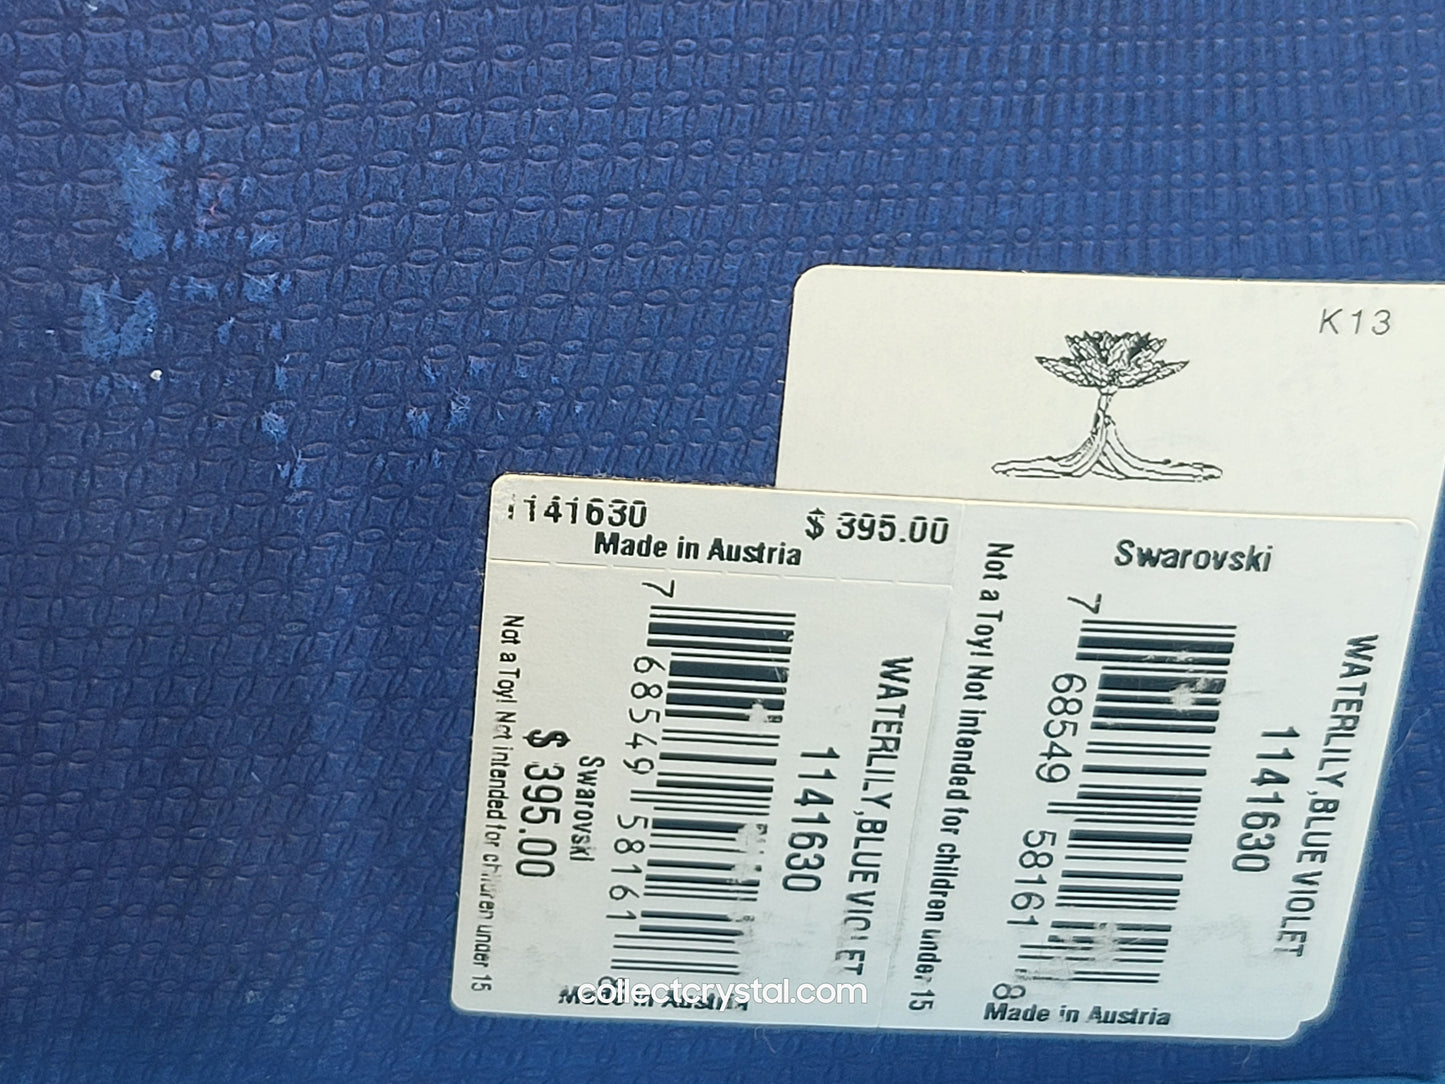 K13
1141630
$ 395.00
Made in Austria
Swarovski
WATERLILY,BLUE VIOLET
1141630
7 68549 58161 8
Not a Toy! Not intended for children under 15
Made in Austria
WATERLILY,BLUE VIOLET
1141630
7 68549 58161 8
Swarovski
$ 395.00
Not a Toy! Not intended for children under 15
Made in Austria
collectcrystal.com